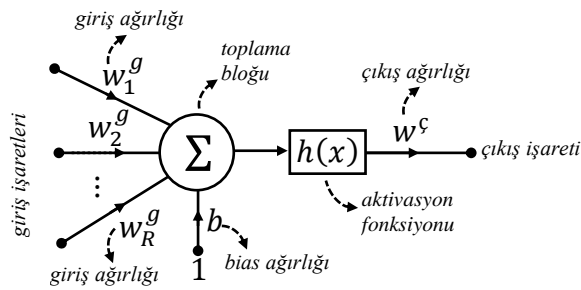 giriş ağırlığı
w₁ᵍ
toplama
bloğu
çıkış ağırlığı
w₂ᵍ
Σ
h(x)
wᶜ̧
çıkış işareti
giriş işaretleri
...
w_Rᵍ
b
aktivasyon
fonksiyonu
giriş ağırlığı
1
bias ağırlığı